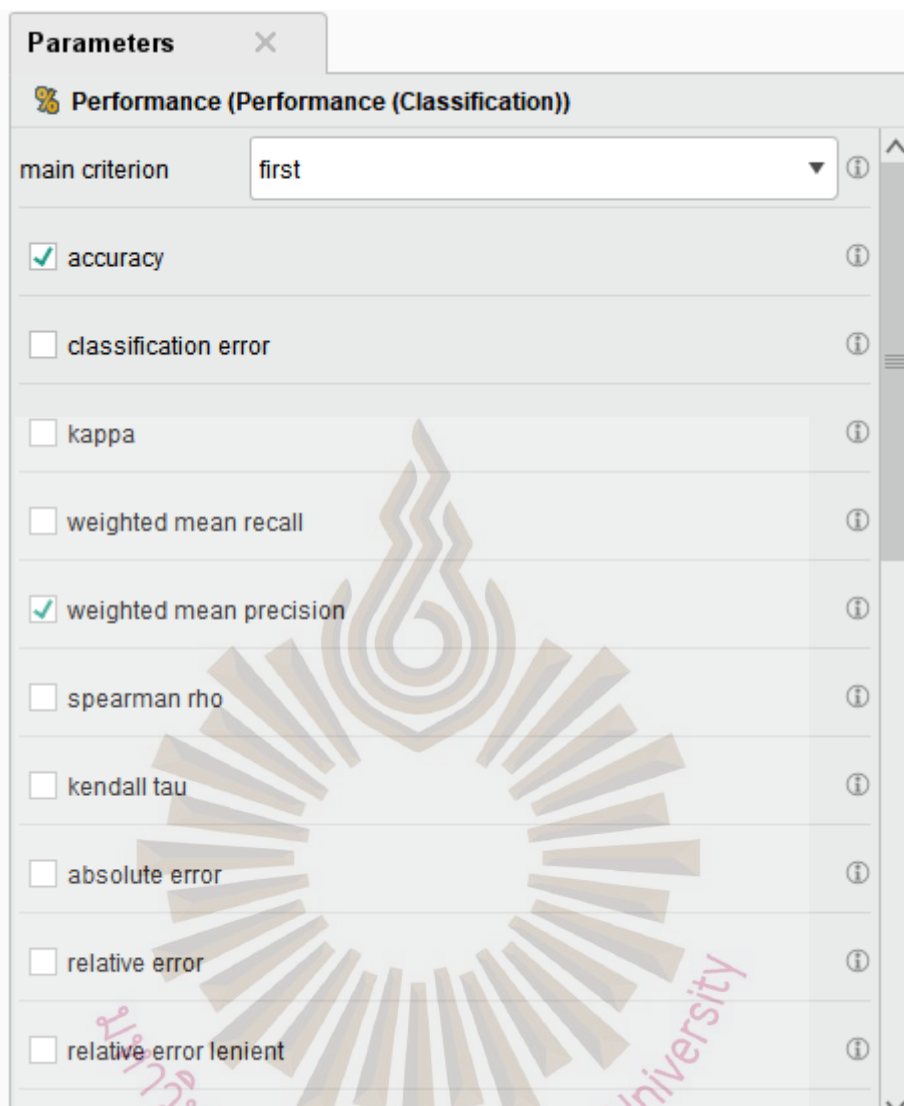 Parameters
Performance (Performance (Classification))
main criterion first
accuracy
classification error
kappa
weighted mean recall
weighted mean precision
spearman rho
kendall tau
absolute error
relative error
relative error lenient
University